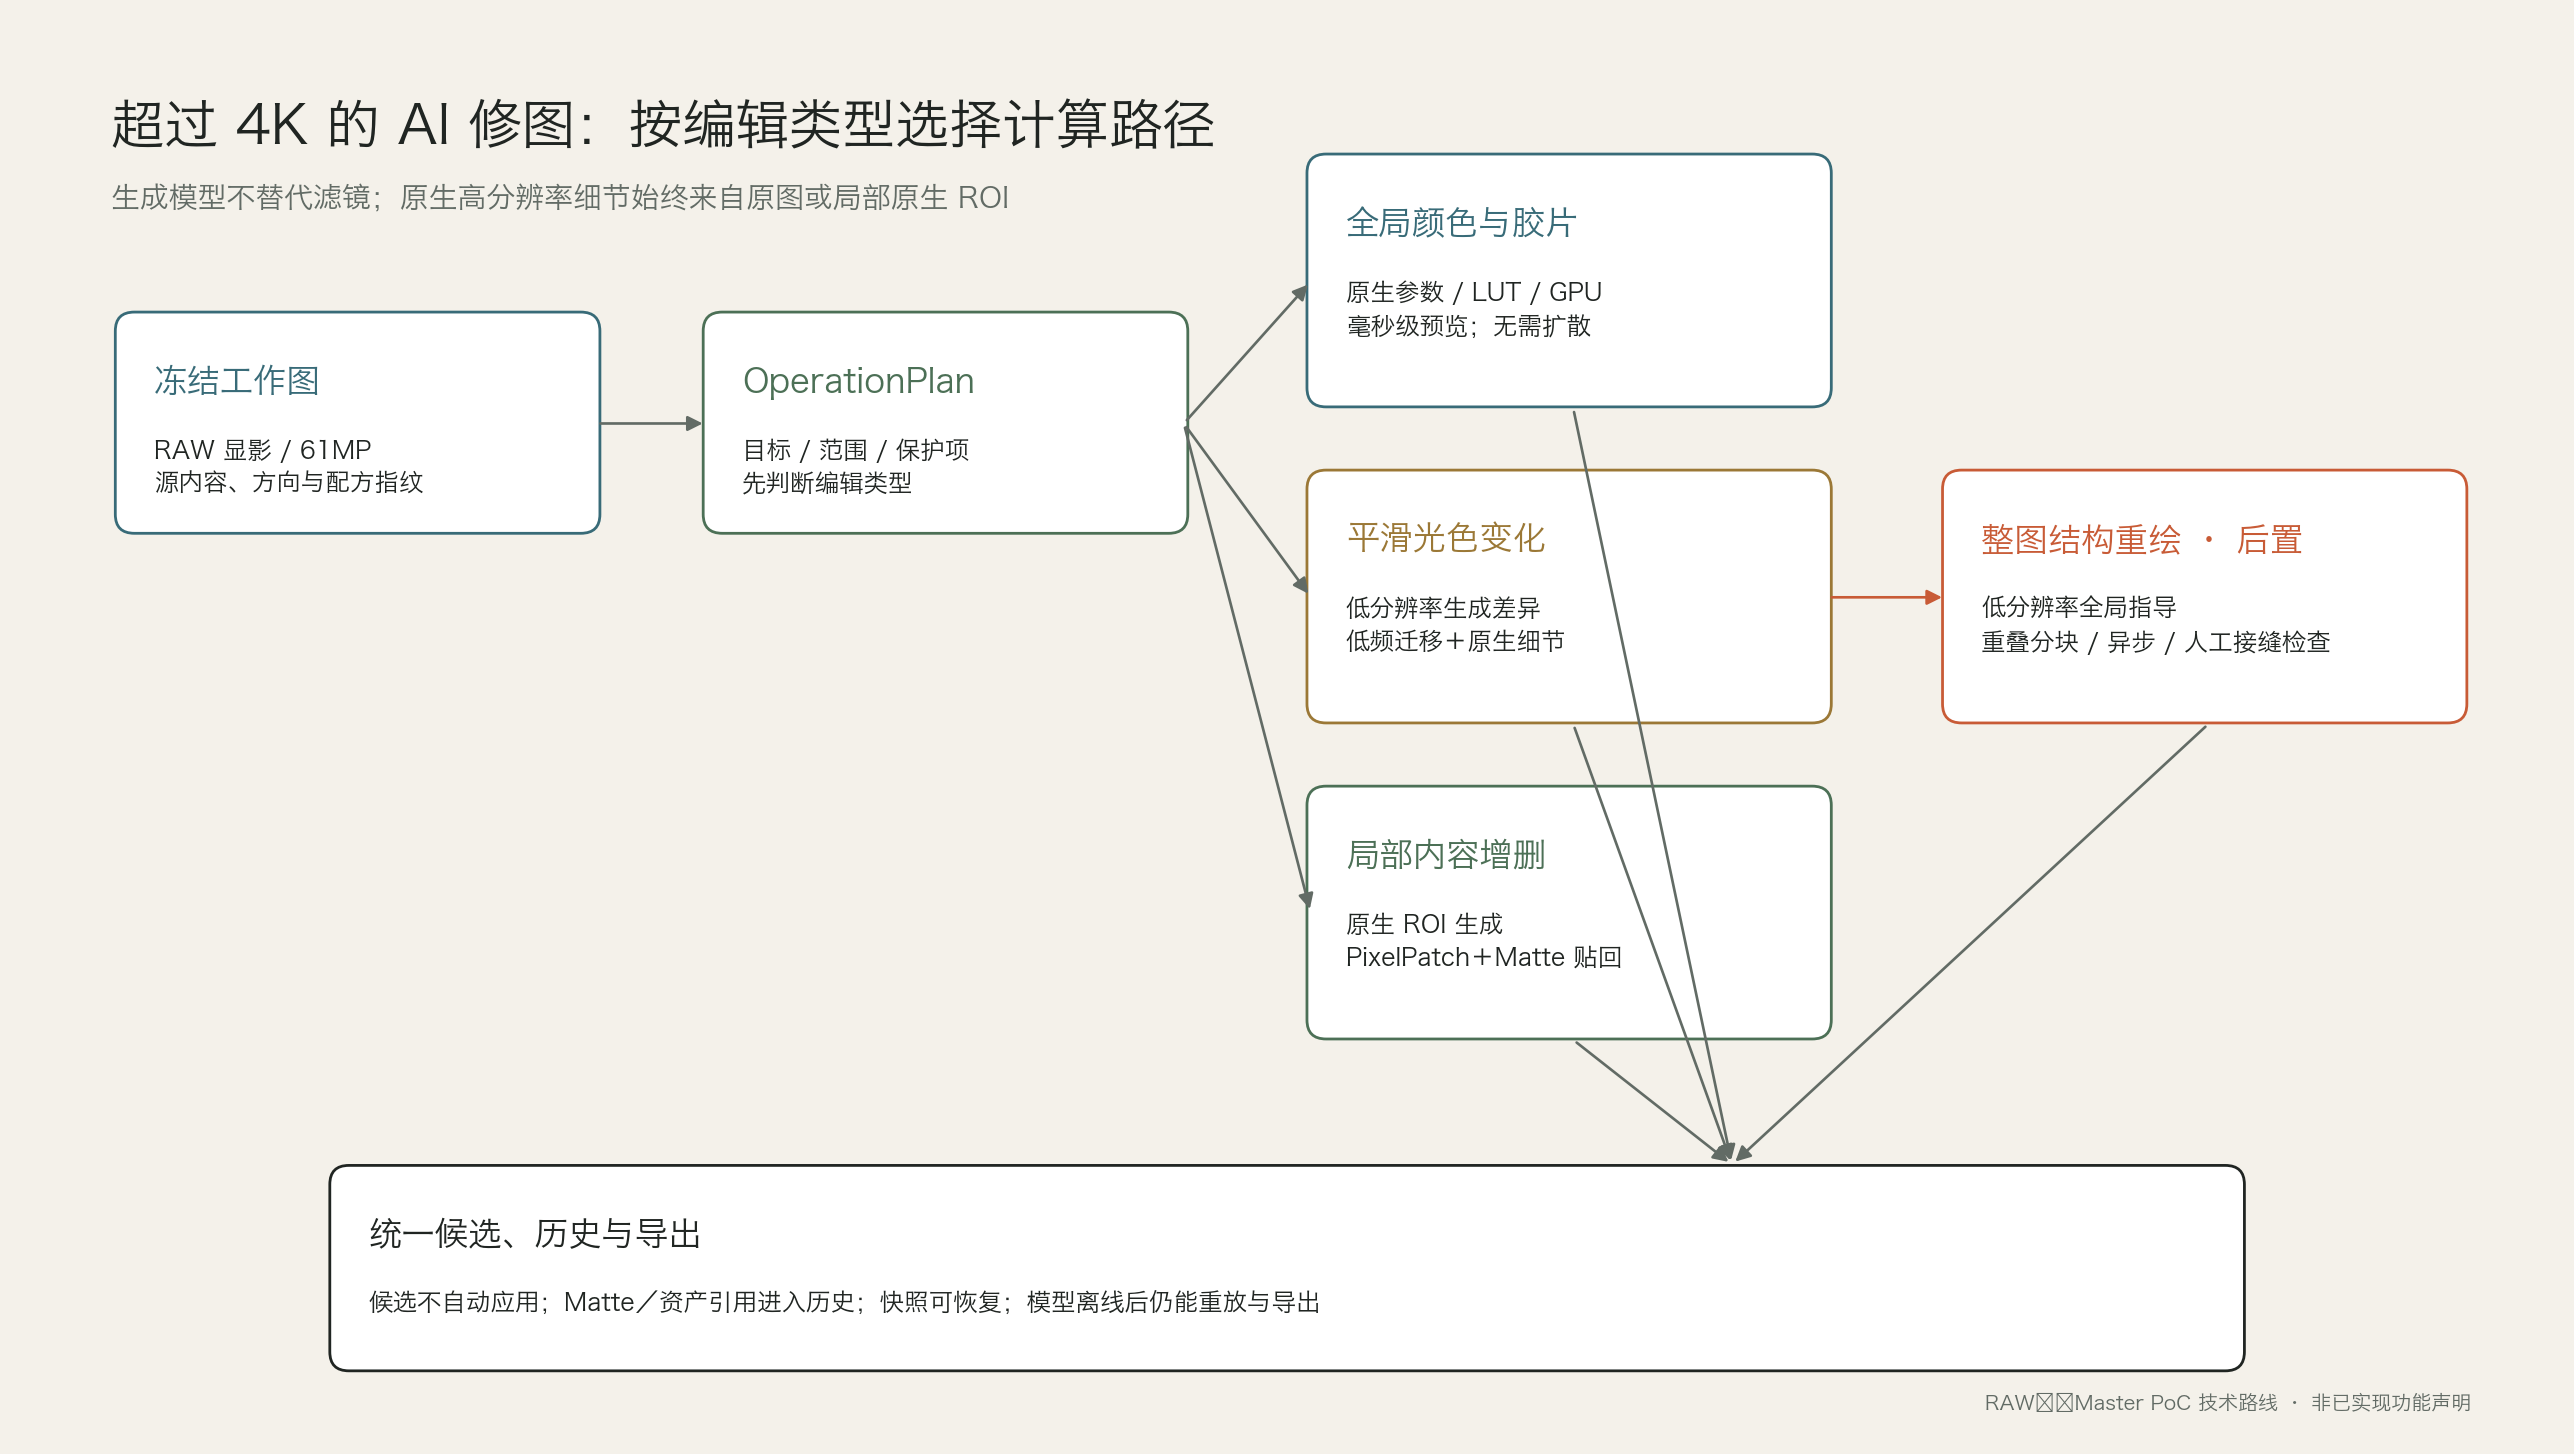 超过 4K 的 AI 修图：按编辑类型选择计算路径
生成模型不替代滤镜；原生高分辨率细节始终来自原图或局部原生 ROI
冻结工作图
RAW 显影 / 61MP
源内容、方向与配方指纹
OperationPlan
目标 / 范围 / 保护项
先判断编辑类型
全局颜色与胶片
原生参数 / LUT / GPU
毫秒级预览；无需扩散
平滑光色变化
低分辨率生成差异
低频迁移＋原生细节
整图结构重绘 · 后置
低分辨率全局指导
重叠分块 / 异步 / 人工接缝检查
局部内容增删
原生 ROI 生成
PixelPatch＋Matte 贴回
统一候选、历史与导出
候选不自动应用；Matte／资产引用进入历史；快照可恢复；模型离线后仍能重放与导出
RAW Master PoC 技术路线 · 非已实现功能声明